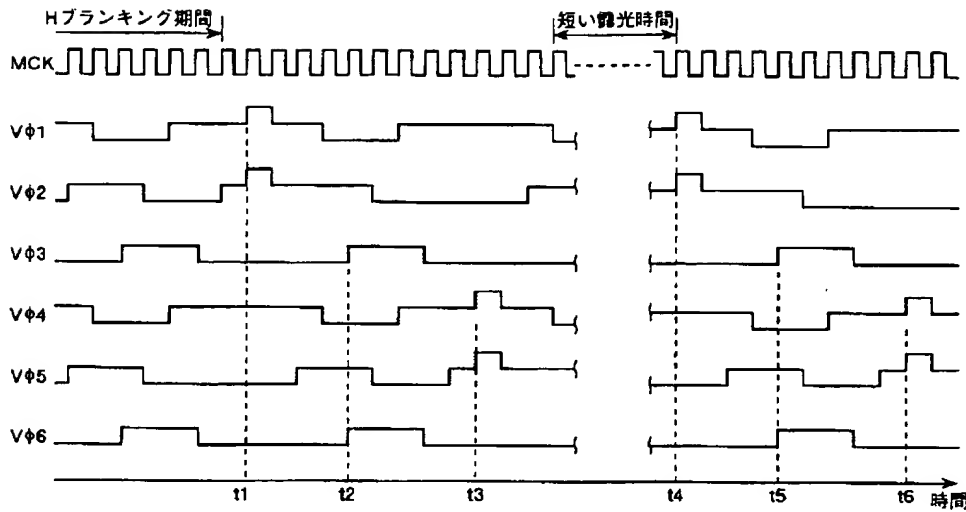 Hブランキング期間
短い露光時間
MCK
Vφ1
Vφ2
Vφ3
Vφ4
Vφ5
Vφ6
t1 t2 t3 t4 t5 t6
時間